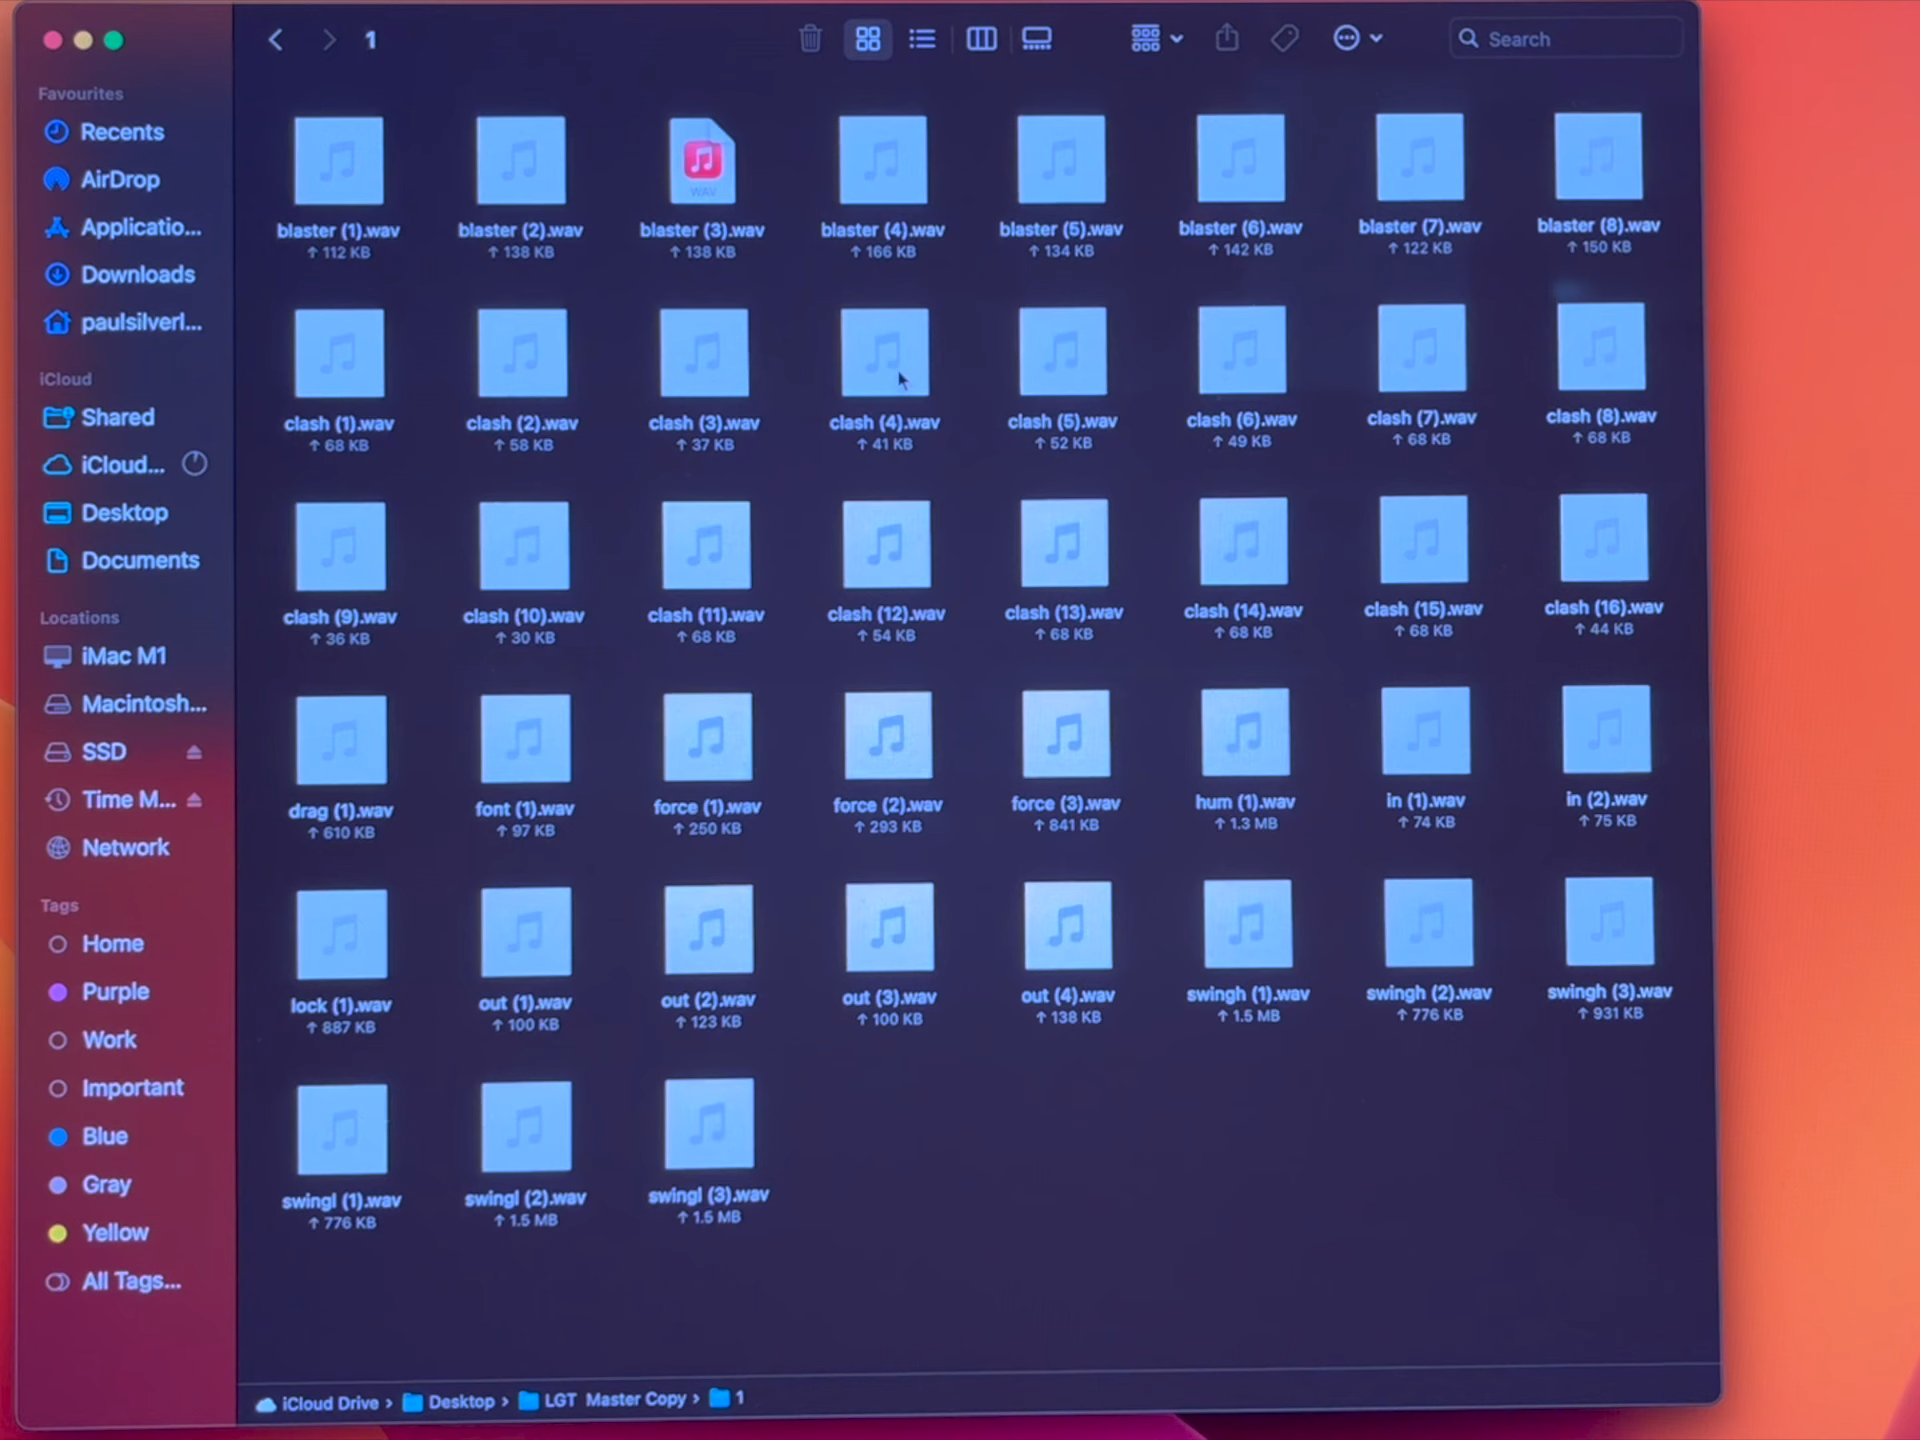 1
Search
Favourites
Recents
AirDrop
Applicatio...
Downloads
paulsilverl...
iCloud
Shared
iCloud...
Desktop
Documents
Locations
iMac M1
Macintosh...
SSD
Time M...
Network
Tags
Home
Purple
Work
Important
Blue
Gray
Yellow
All Tags...
blaster (1).wav blaster (2).wav blaster (3).wav blaster (4).wav blaster (5).wav blaster (6).wav blaster (7).wav blaster (8).wav
↑ 112 KB ↑ 138 KB ↑ 138 KB ↑ 166 KB ↑ 134 KB ↑ 142 KB ↑ 122 KB ↑ 150 KB
WAV
clash (1).wav clash (2).wav clash (3).wav clash (4).wav clash (5).wav clash (6).wav clash (7).wav clash (8).wav
↑ 68 KB ↑ 58 KB ↑ 37 KB ↑ 41 KB ↑ 52 KB ↑ 49 KB ↑ 68 KB ↑ 68 KB
clash (9).wav clash (10).wav clash (11).wav clash (12).wav clash (13).wav clash (14).wav clash (15).wav clash (16).wav
↑ 36 KB ↑ 30 KB ↑ 68 KB ↑ 54 KB ↑ 68 KB ↑ 68 KB ↑ 68 KB ↑ 44 KB
drag (1).wav font (1).wav force (1).wav force (2).wav force (3).wav hum (1).wav in (1).wav in (2).wav
↑ 610 KB ↑ 97 KB ↑ 250 KB ↑ 293 KB ↑ 841 KB ↑ 1.3 MB ↑ 74 KB ↑ 75 KB
lock (1).wav out (1).wav out (2).wav out (3).wav out (4).wav swingh (1).wav swingh (2).wav swingh (3).wav
↑ 887 KB ↑ 100 KB ↑ 123 KB ↑ 100 KB ↑ 138 KB ↑ 1.5 MB ↑ 776 KB ↑ 931 KB
swingl (1).wav swingl (2).wav swingl (3).wav
↑ 776 KB ↑ 1.5 MB ↑ 1.5 MB
iCloud Drive › Desktop › LGT Master Copy › 1